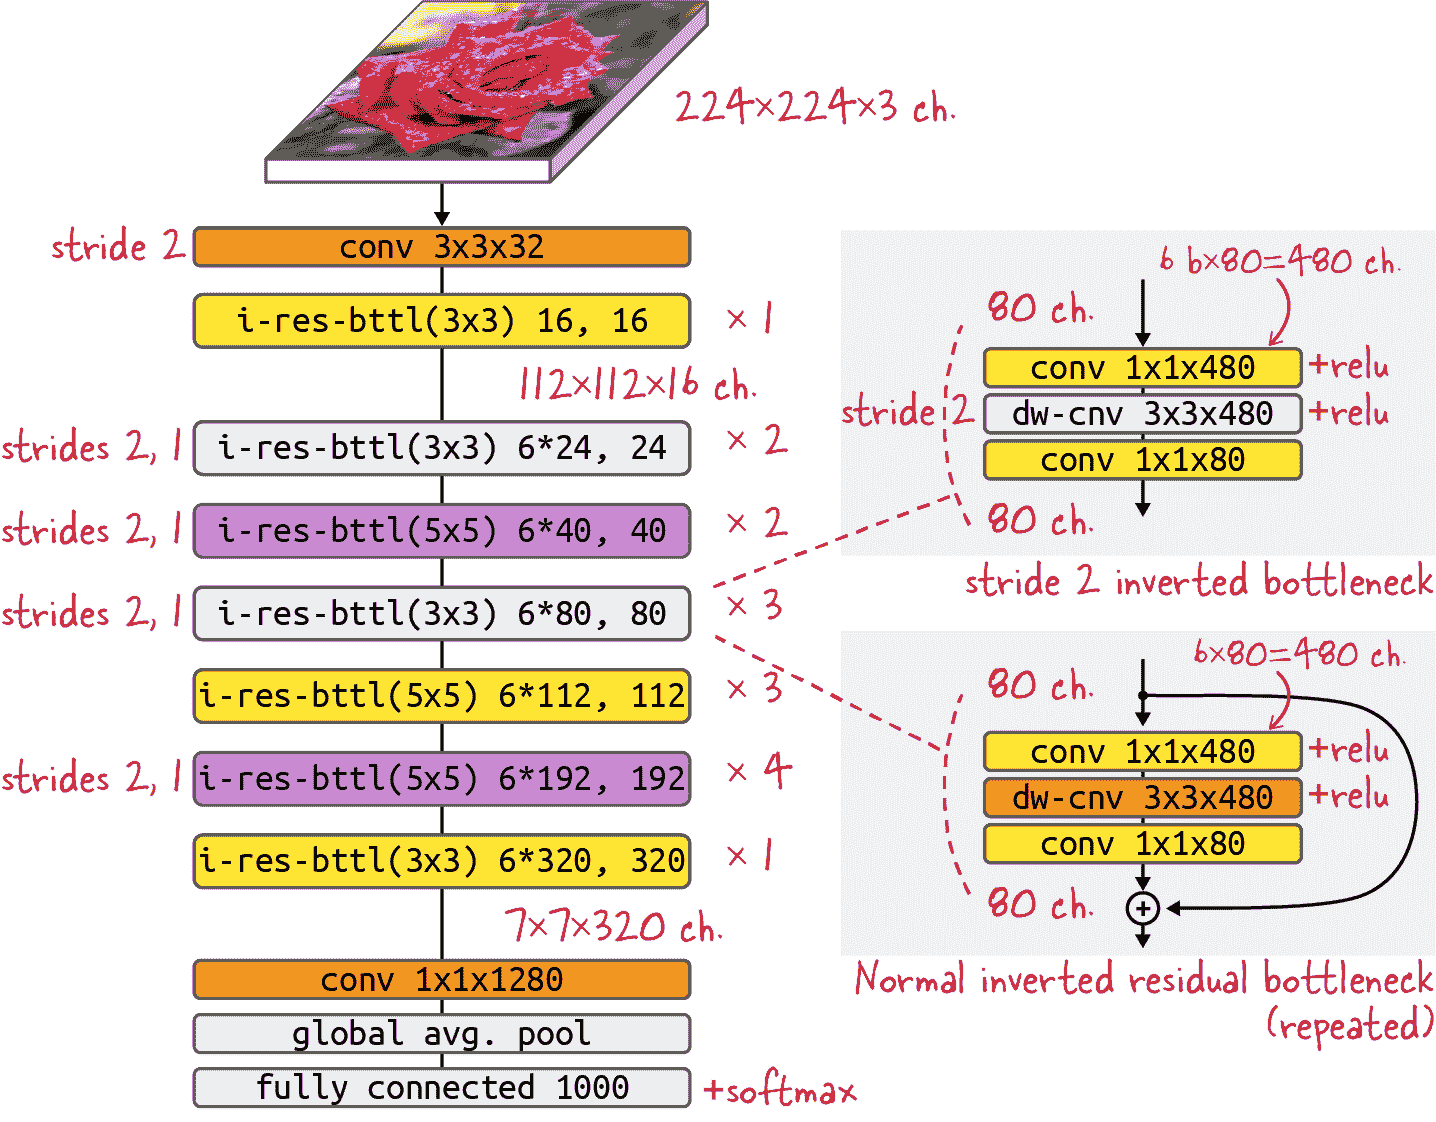 224×224×3 ch.
stride 2
conv 3x3x32
i-res-bttl(3x3) 16, 16
× 1
112×112×16 ch.
strides 2, 1
i-res-bttl(3x3) 6*24, 24
× 2
strides 2, 1
i-res-bttl(5x5) 6*40, 40
× 2
strides 2, 1
i-res-bttl(3x3) 6*80, 80
× 3
i-res-bttl(5x5) 6*112, 112
× 3
strides 2, 1
i-res-bttl(5x5) 6*192, 192
× 4
i-res-bttl(3x3) 6*320, 320
× 1
7×7×320 ch.
conv 1x1x1280
global avg. pool
fully connected 1000
+softmax
6 6×80=480 ch.
80 ch.
conv 1x1x480
+relu
stride 2
dw-cnv 3x3x480
+relu
conv 1x1x80
80 ch.
stride 2 inverted bottleneck
6×80=480 ch.
80 ch.
conv 1x1x480
+relu
dw-cnv 3x3x480
+relu
conv 1x1x80
80 ch.
+
Normal inverted residual bottleneck
(repeated)